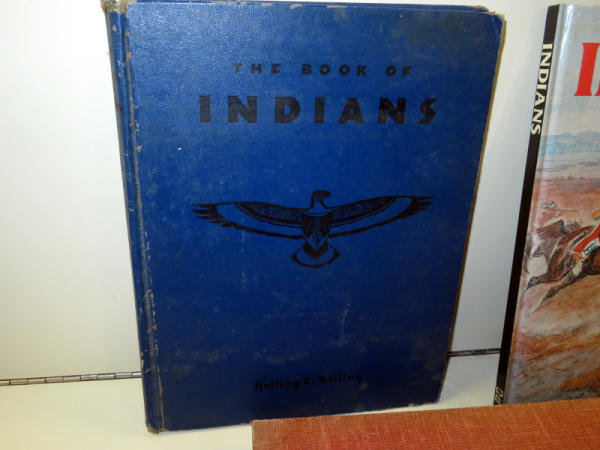 THE BOOK OF
INDIANS
Holling C. Holling
INDIANS